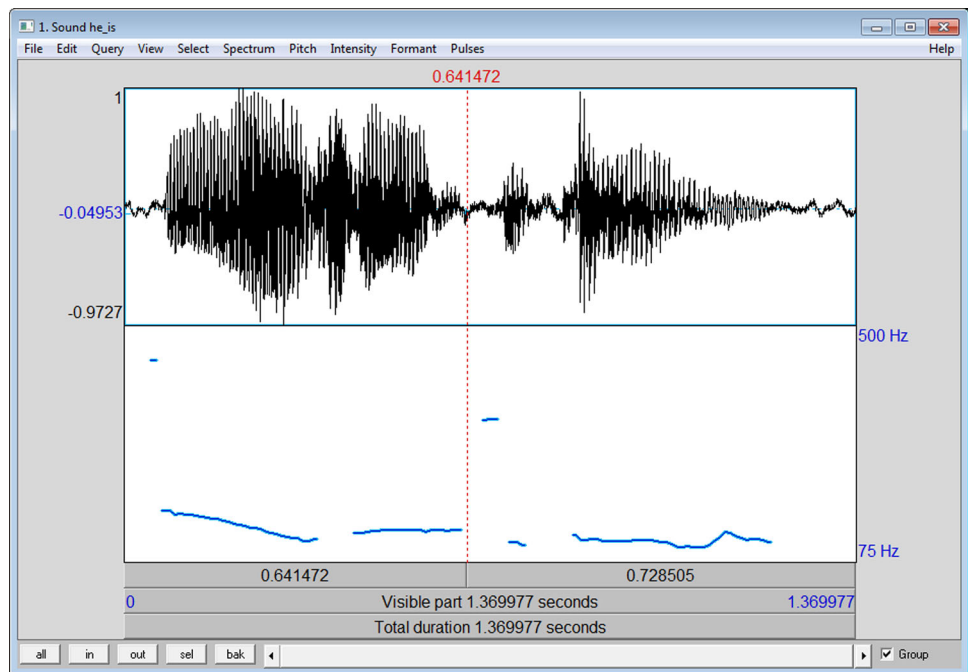 1. Sound he_is
File Edit Query View Select Spectrum Pitch Intensity Formant Pulses Help
0.641472
1
-0.04953
-0.9727
500 Hz
75 Hz
0.641472 0.728505
0 Visible part 1.369977 seconds 1.369977
Total duration 1.369977 seconds
all in out sel bak Group